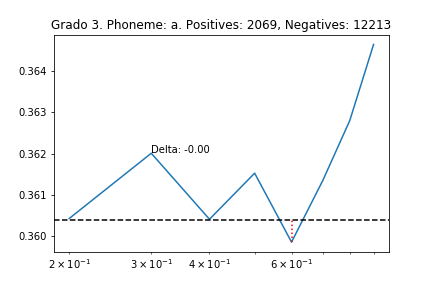 Grado 3. Phoneme: a. Positives: 2069, Negatives: 12213
0.364
0.363
0.362
0.361
0.360
Delta: -0.00
2 × 10⁻¹ 3 × 10⁻¹ 4 × 10⁻¹ 6 × 10⁻¹